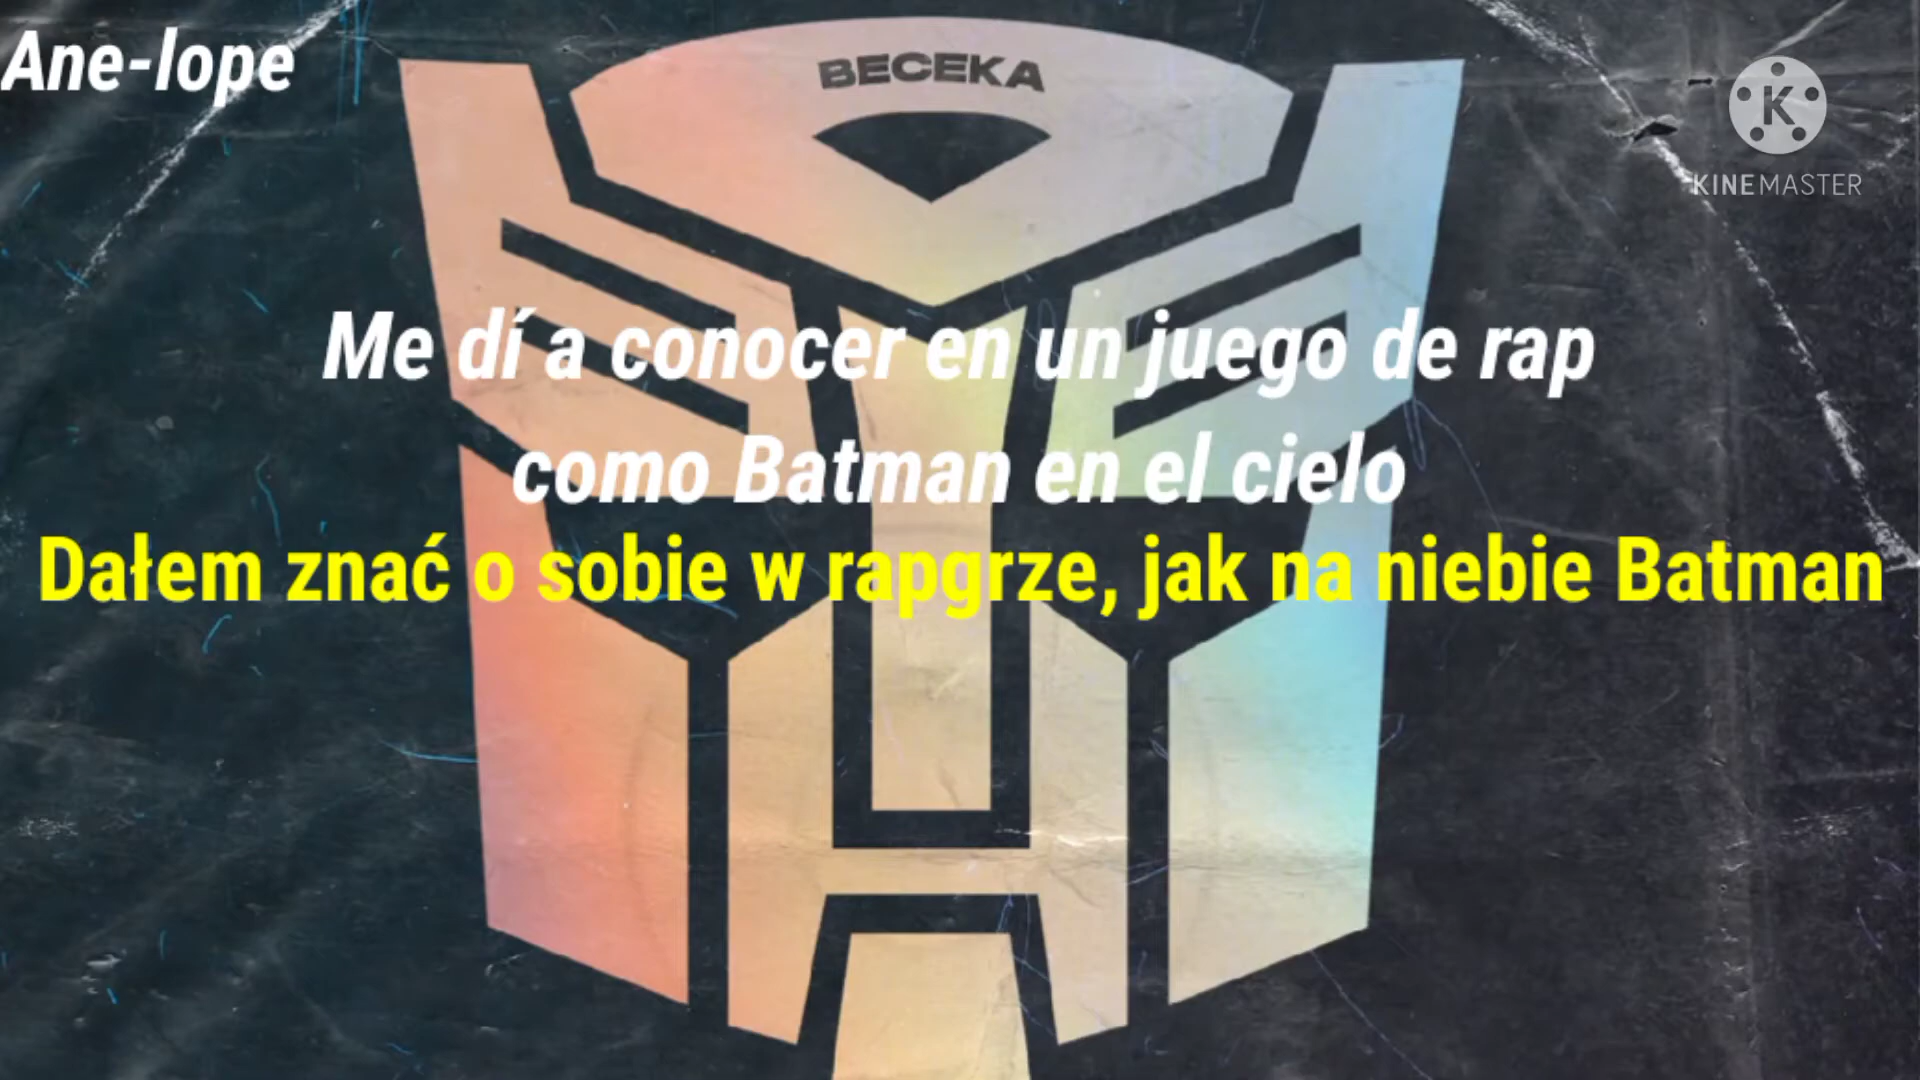 Ane-lope
BECEKA
K
KINEMASTER
Me dí a conocer en un juego de rap
como Batman en el cielo
Dałem znać o sobie w rapgrze, jak na niebie Batman